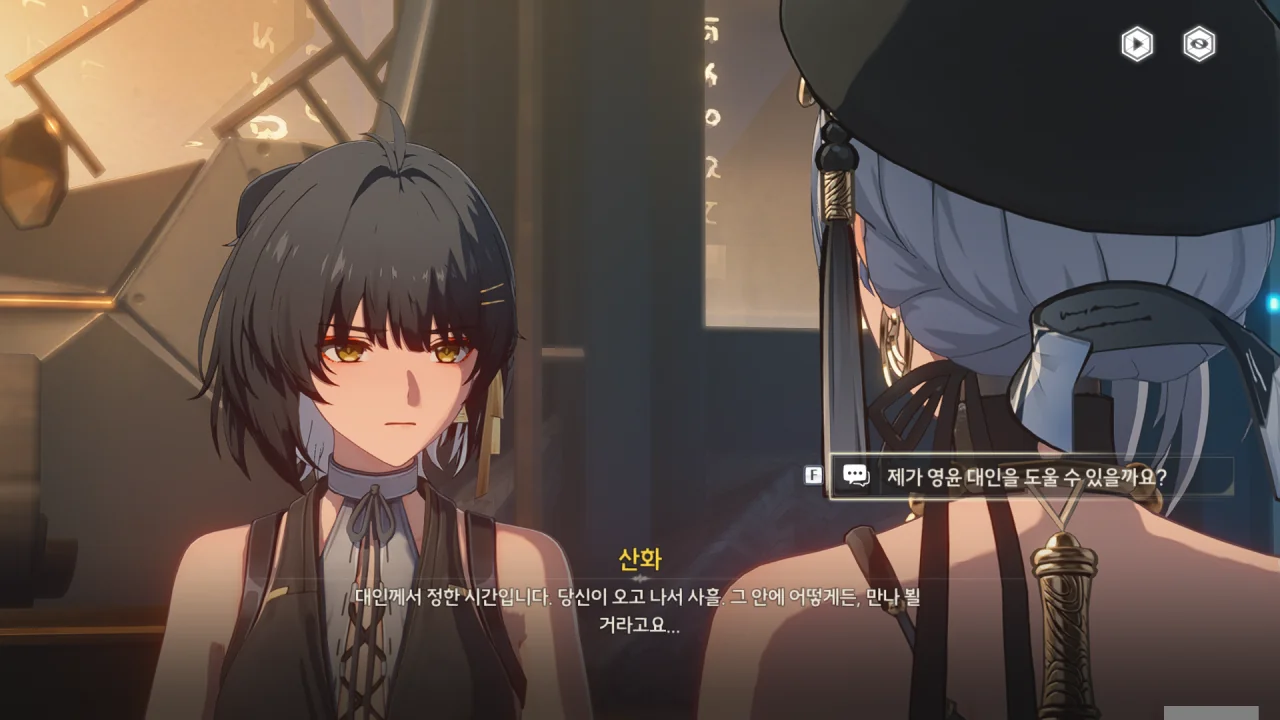 F
제가 영윤 대인을 도울 수 있을까요?
산화
대인께서 정한 시간입니다. 당신이 오고 나서 사흘. 그 안에 어떻게든, 만나 뵐
거라고요...